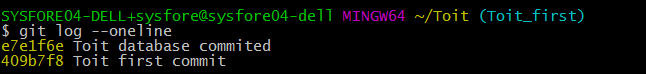 SYSFORE04-DELL+sysfore@sysfore04-dell MINGW64 ~/Toit (Toit_first)
$ git log --oneline
e7e1f6e Toit database commited
409b7f8 Toit first commit